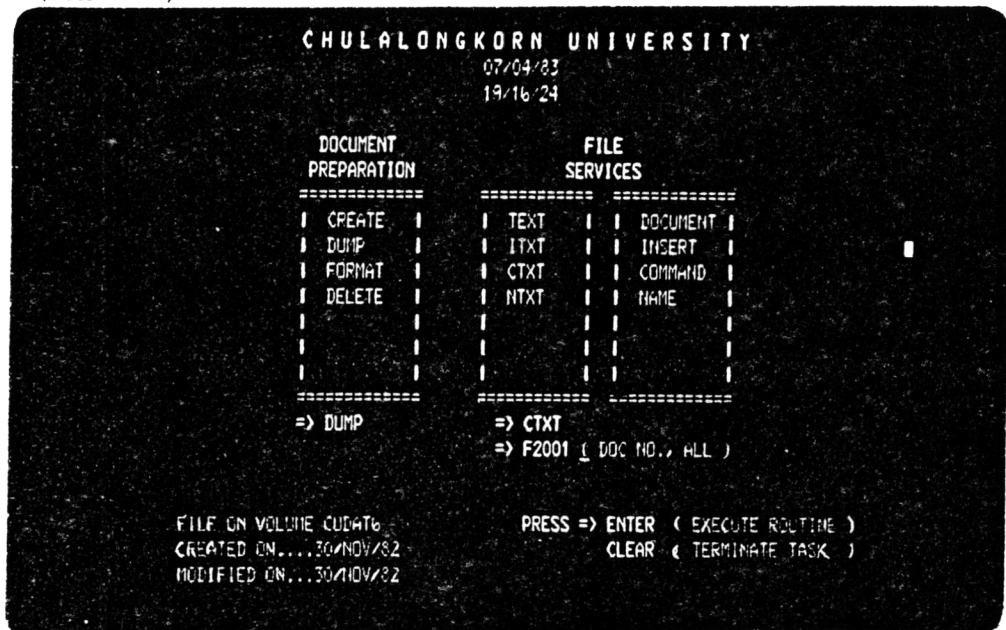 CHULALONGKORN UNIVERSITY
07/04/83
19/16/24
DOCUMENT PREPARATION
FILE SERVICES
============ =========== ============
| CREATE | | TEXT | | DOCUMENT |
| DUMP | | ITXT | | INSERT |
| FORMAT | | CTXT | | COMMAND |
| DELETE | | NTXT | | NAME |
============ =========== ============
=> DUMP => CTXT
=> F2001 ( DOC NO., ALL )
FILE ON VOLUME CUDAT6 PRESS => ENTER ( EXECUTE ROUTINE )
CREATED ON....30/NOV/82 CLEAR ( TERMINATE TASK )
MODIFIED ON...30/NOV/82